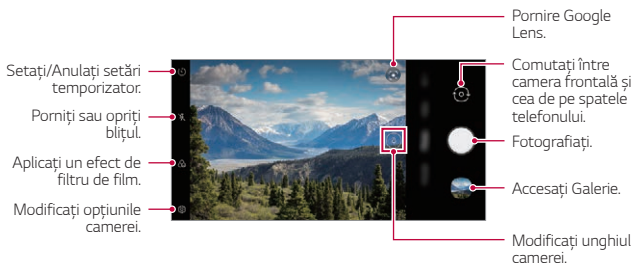 Setați/Anulați setări
temporizator.
Porniți sau opriți
blițul.
Aplicați un efect de
filtru de film.
Modificați opțiunile
camerei.
Pornire Google
Lens.
Comutați între
camera frontală și
cea de pe spatele
telefonului.
Fotografiați.
Accesați Galerie.
Modificați unghiul
camerei.